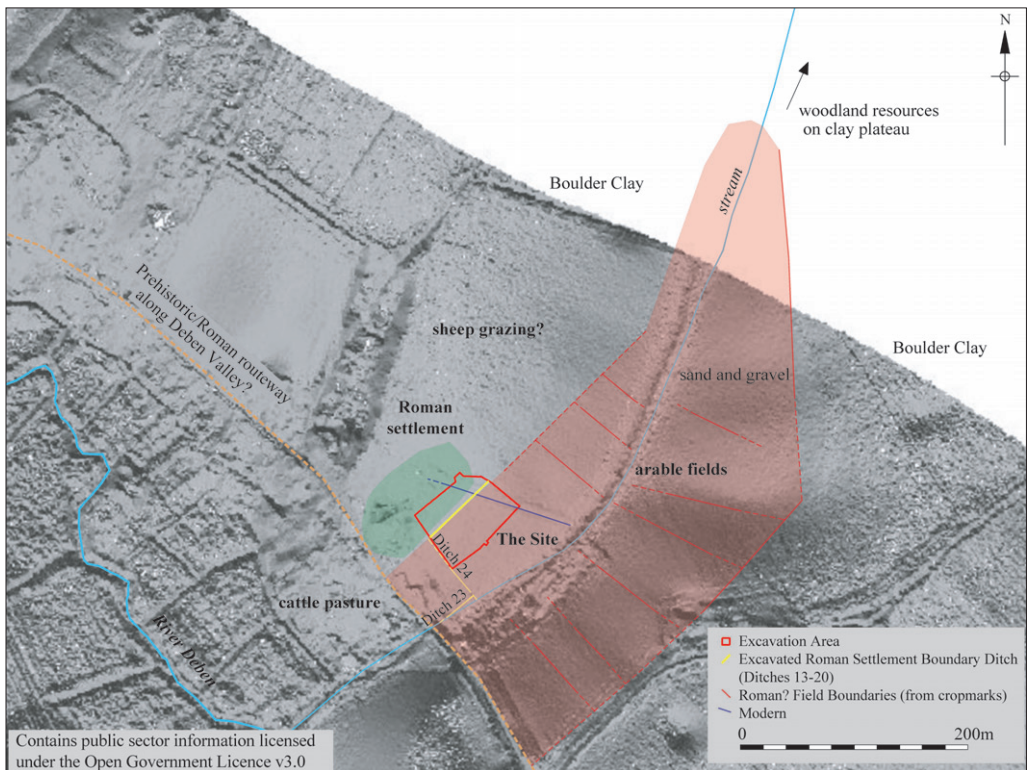 N
woodland resources
on clay plateau
Boulder Clay
stream
Prehistoric/Roman routeway
along Deben Valley?
sheep grazing?
Boulder Clay
sand and gravel
Roman
settlement
arable fields
The Site
Ditch 24
cattle pasture
Ditch 23
River Deben
Excavation Area
Excavated Roman Settlement Boundary Ditch
(Ditches 13-20)
Roman? Field Boundaries (from cropmarks)
Modern
0 200m
Contains public sector information licensed
under the Open Government Licence v3.0